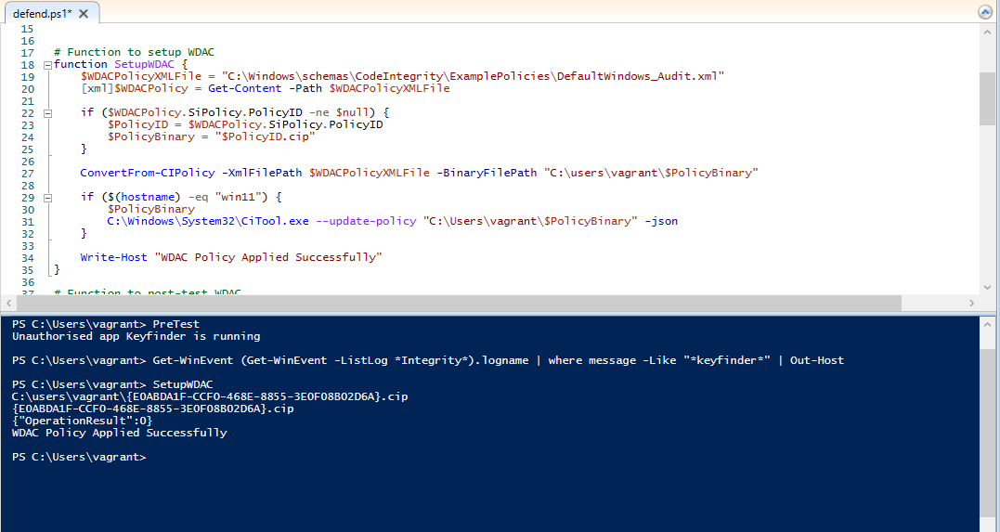 defend.ps1*
15
16
17 # Function to setup WDAC
18 function SetupWDAC {
19 $WDACPolicyXMLFile = "C:\Windows\schemas\CodeIntegrity\ExamplePolicies\DefaultWindows_Audit.xml"
20 [xml]$WDACPolicy = Get-Content -Path $WDACPolicyXMLFile
21
22 if ($WDACPolicy.SiPolicy.PolicyID -ne $null) {
23 $PolicyID = $WDACPolicy.SiPolicy.PolicyID
24 $PolicyBinary = "$PolicyID.cip"
25 }
26
27 ConvertFrom-CIPolicy -XmlFilePath $WDACPolicyXMLFile -BinaryFilePath "C:\users\vagrant\$PolicyBinary"
28
29 if ($(hostname) -eq "win11") {
30 $PolicyBinary
31 C:\Windows\System32\CiTool.exe --update-policy "C:\Users\vagrant\$PolicyBinary" -json
32 }
33
34 Write-Host "WDAC Policy Applied Successfully"
35 }
36
37 # Function to post-test WDAC
PS C:\Users\vagrant> PreTest
Unauthorised app Keyfinder is running
PS C:\Users\vagrant> Get-WinEvent (Get-WinEvent -ListLog *Integrity*).logname | where message -Like "*keyfinder*" | Out-Host
PS C:\Users\vagrant> SetupWDAC
C:\users\vagrant\{E0ABDA1F-CCF0-468E-8855-3E0F08B02D6A}.cip
{E0ABDA1F-CCF0-468E-8855-3E0F08B02D6A}.cip
{"OperationResult":0}
WDAC Policy Applied Successfully
PS C:\Users\vagrant>